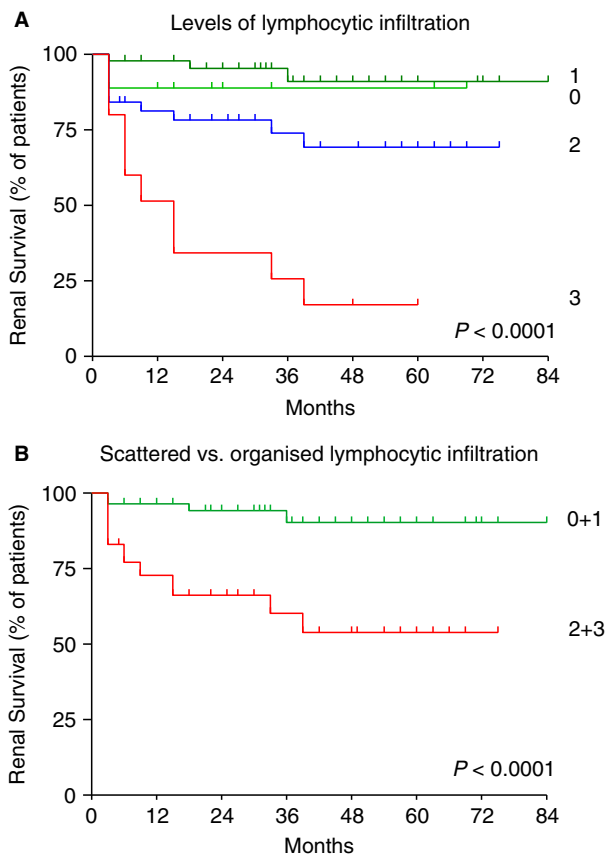 A
Levels of lymphocytic infiltration
Renal Survival (% of patients)
100
75
50
25
0
1
0
2
3
P < 0.0001
0 12 24 36 48 60 72 84
Months
B
Scattered vs. organised lymphocytic infiltration
Renal Survival (% of patients)
100
75
50
25
0
0+1
2+3
P < 0.0001
0 12 24 36 48 60 72 84
Months